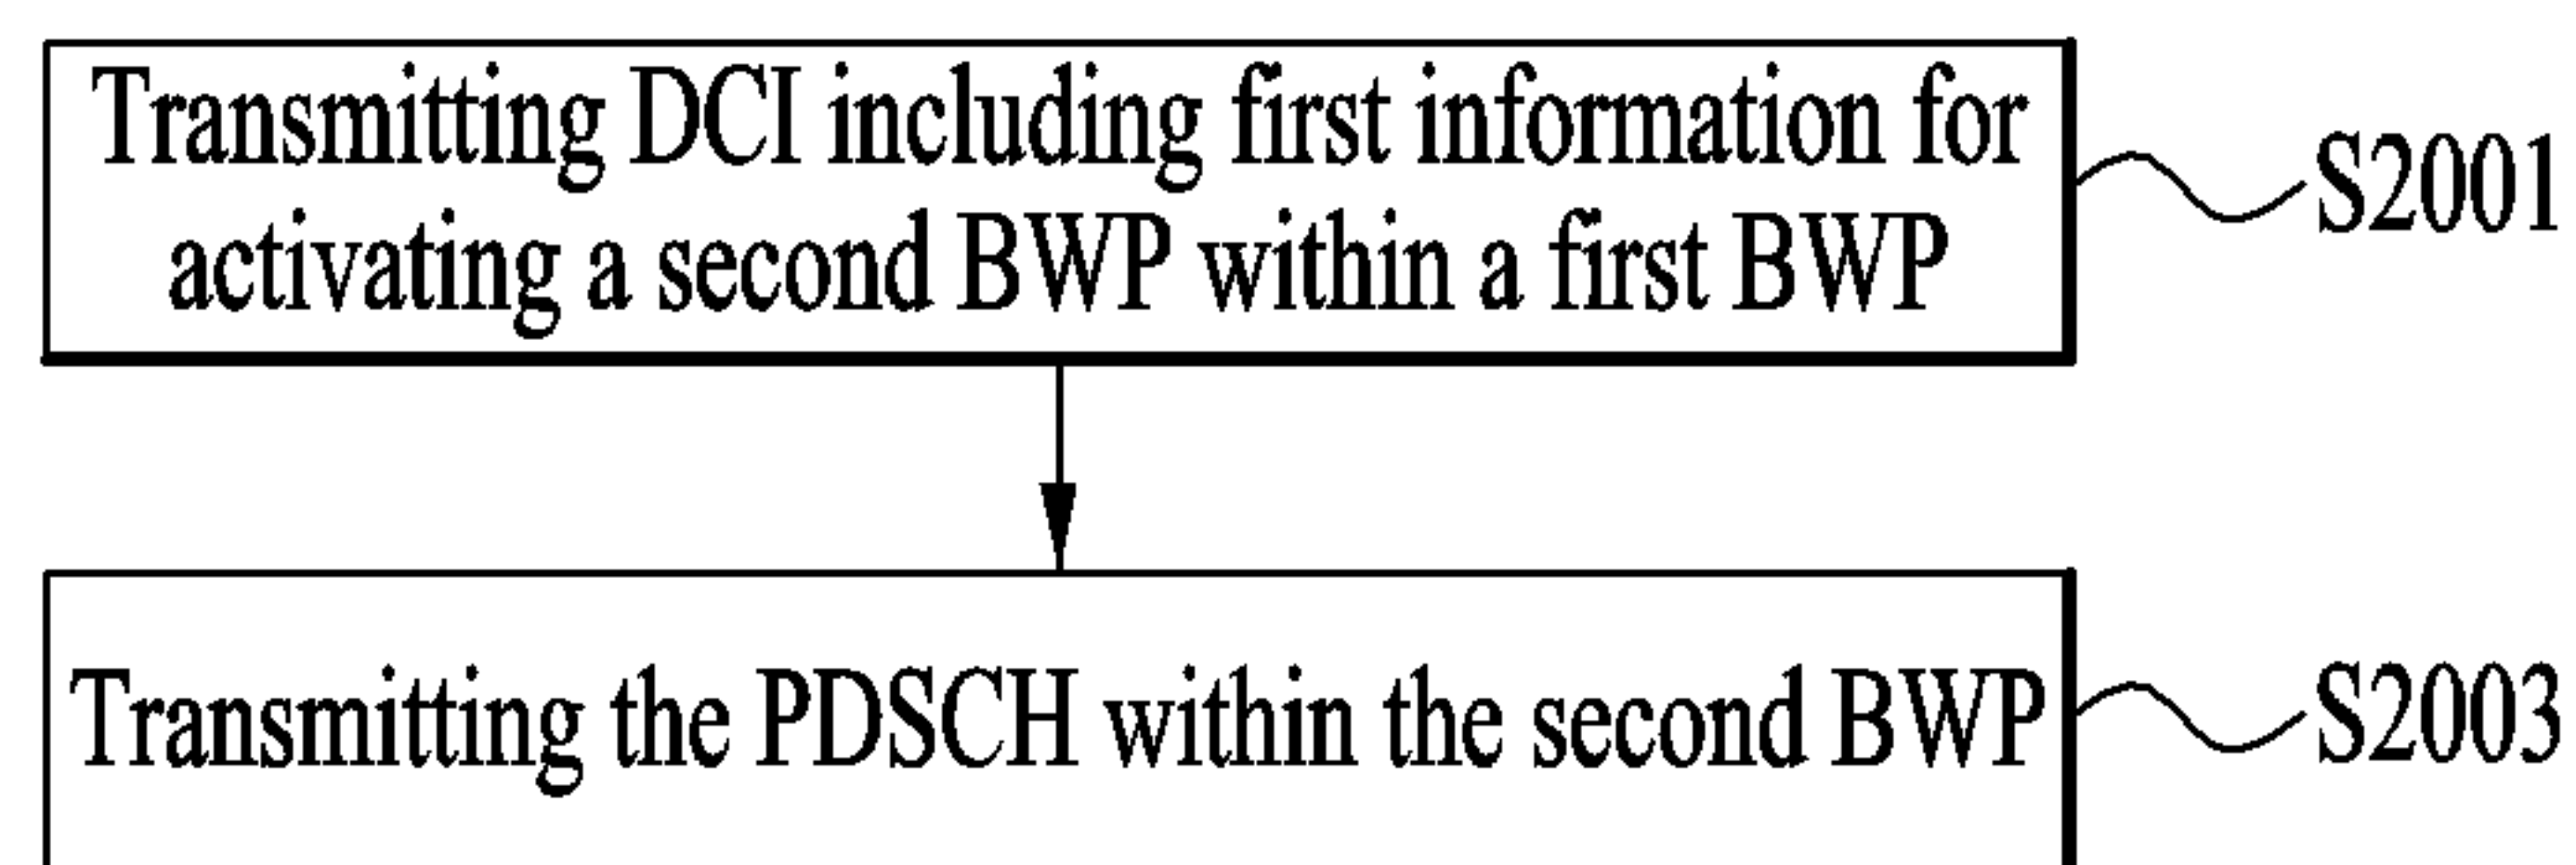 Transmitting DCI including first information for
activating a second BWP within a first BWP
S2001
Transmitting the PDSCH within the second BWP
S2003